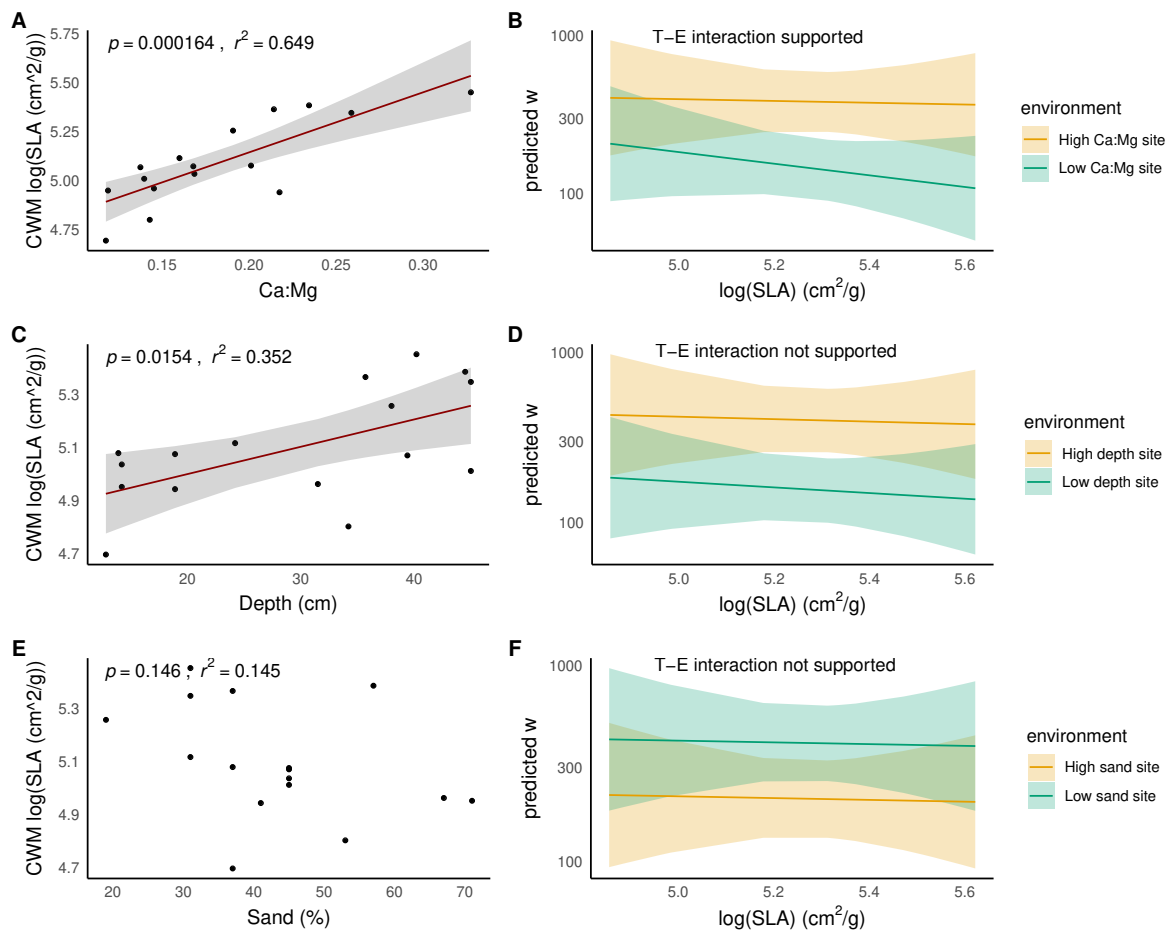 A
p = 0.000164 , r² = 0.649
CWM log(SLA (cm^2/g))
5.75
5.50
5.25
5.00
4.75
0.15 0.20 0.25 0.30
Ca:Mg
B
T−E interaction supported
predicted w
1000
300
100
5.0 5.2 5.4 5.6
log(SLA) (cm²/g)
environment
High Ca:Mg site
Low Ca:Mg site
C
p = 0.0154 , r² = 0.352
CWM log(SLA (cm^2/g))
5.3
5.1
4.9
4.7
20 30 40
Depth (cm)
D
T−E interaction not supported
predicted w
1000
300
100
5.0 5.2 5.4 5.6
log(SLA) (cm²/g)
environment
High depth site
Low depth site
E
p = 0.146 , r² = 0.145
CWM log(SLA (cm^2/g))
5.3
5.1
4.9
4.7
20 30 40 50 60 70
Sand (%)
F
T−E interaction not supported
predicted w
1000
300
100
5.0 5.2 5.4 5.6
log(SLA) (cm²/g)
environment
High sand site
Low sand site